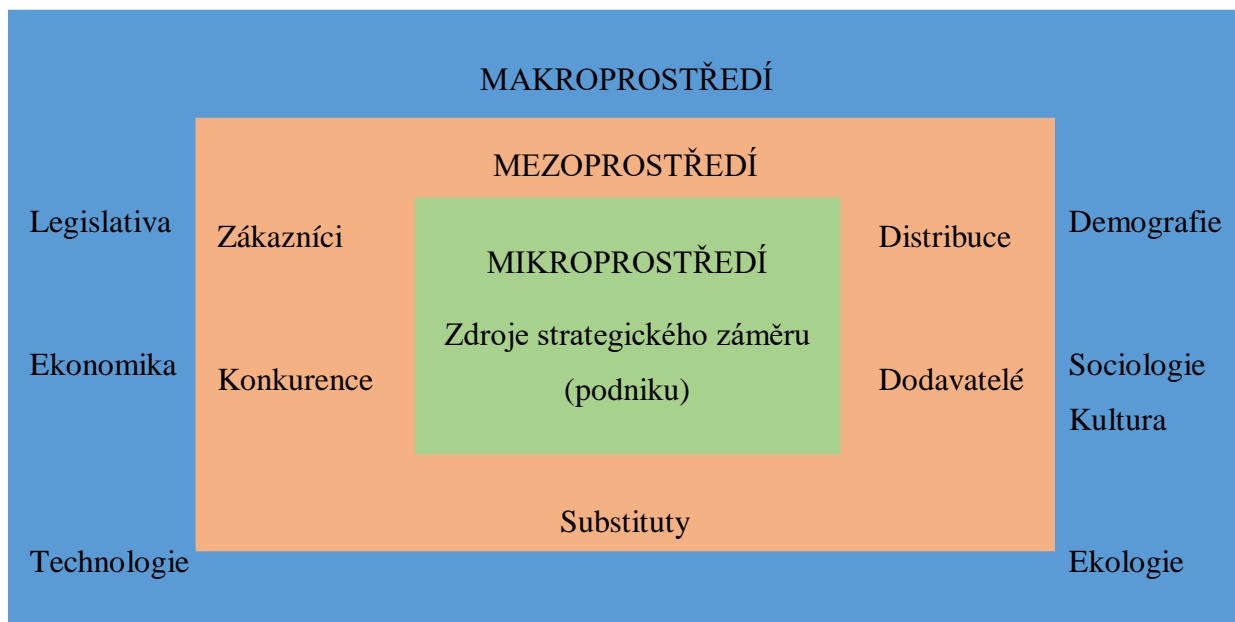 MAKROPROSTŘEDÍ
MEZOPROSTŘEDÍ
Legislativa
Zákazníci
MIKROPROSTŘEDÍ
Distribuce
Demografie
Zdroje strategického záměru
(podniku)
Ekonomika
Konkurence
Dodavatelé
Sociologie
Kultura
Substituty
Technologie
Ekologie